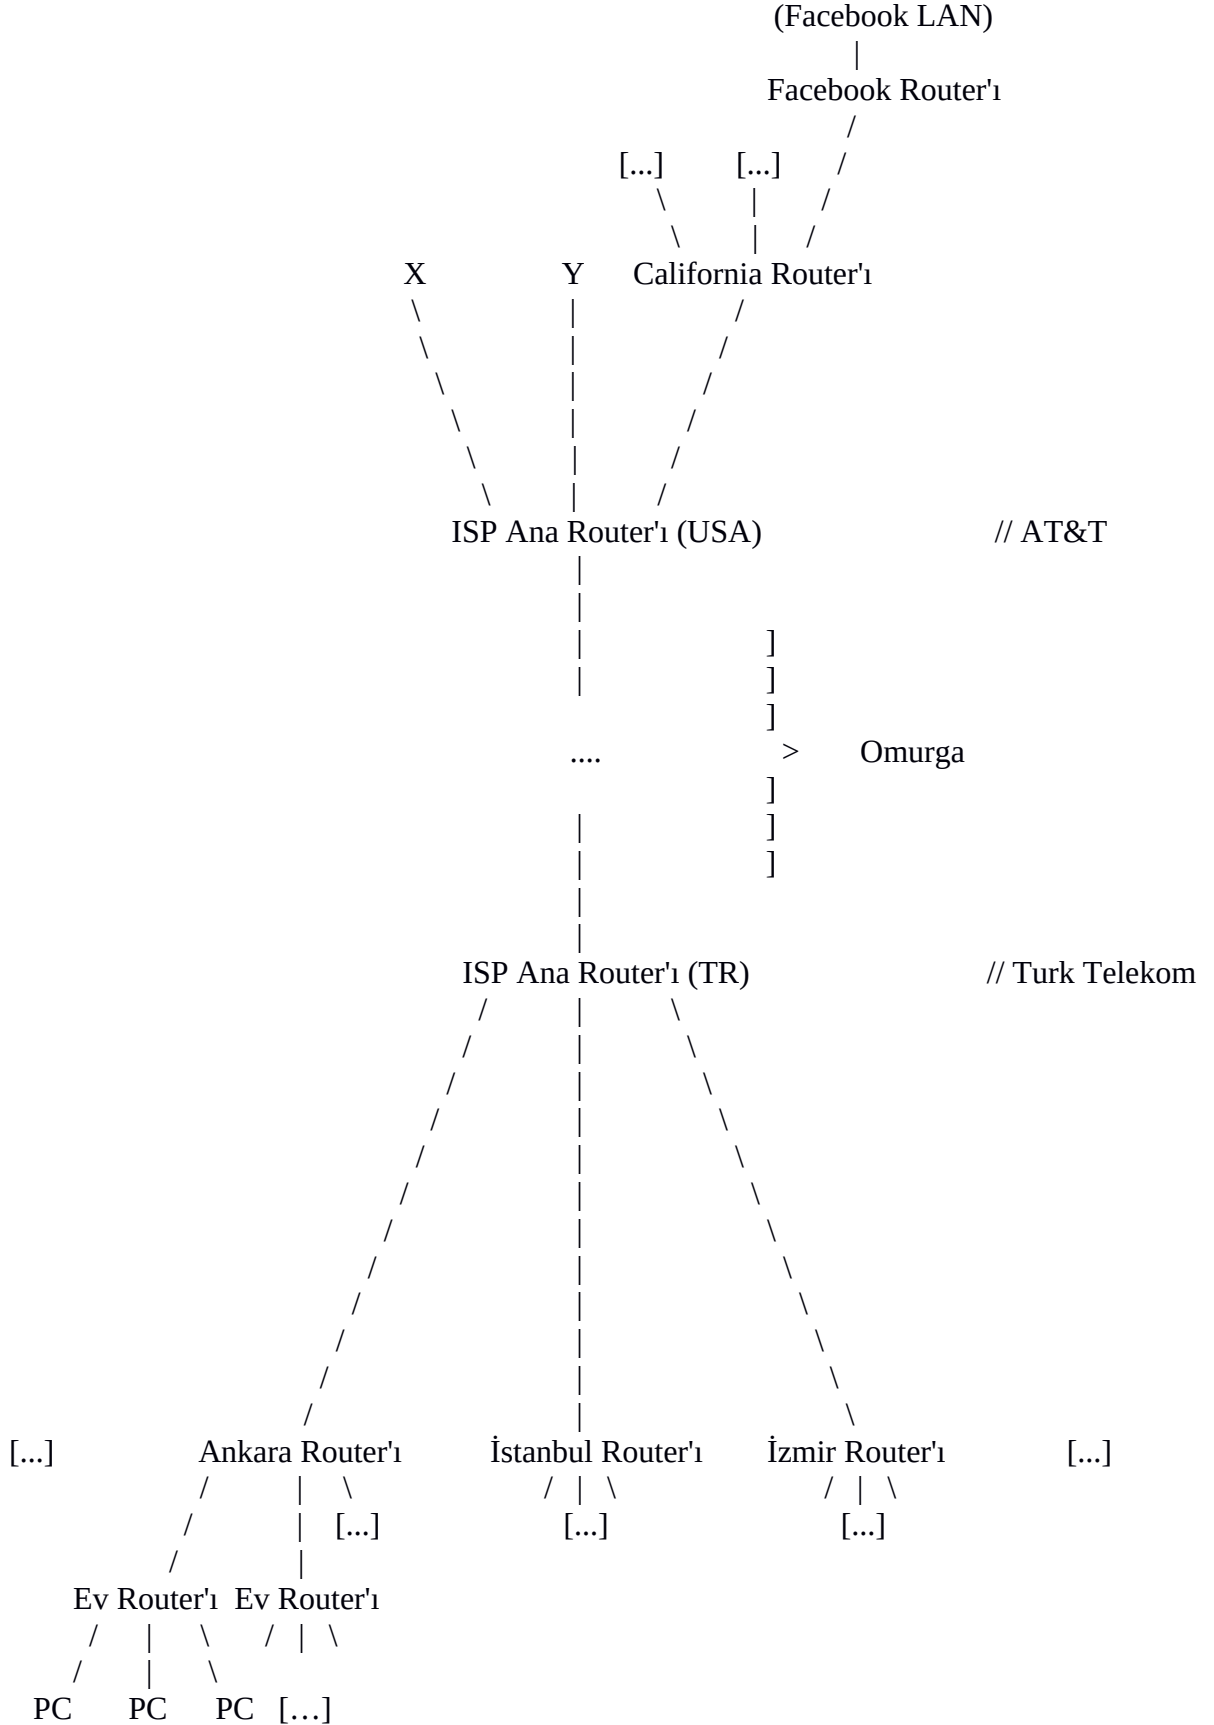 (Facebook LAN)
Facebook Router'ı
[...] [...]
X Y California Router'ı
ISP Ana Router'ı (USA) // AT&T
]
]
]
.... > Omurga
]
]
]
ISP Ana Router'ı (TR) // Turk Telekom
[...] Ankara Router'ı İstanbul Router'ı İzmir Router'ı [...]
[...] [...] [...]
Ev Router'ı Ev Router'ı
PC PC PC […]